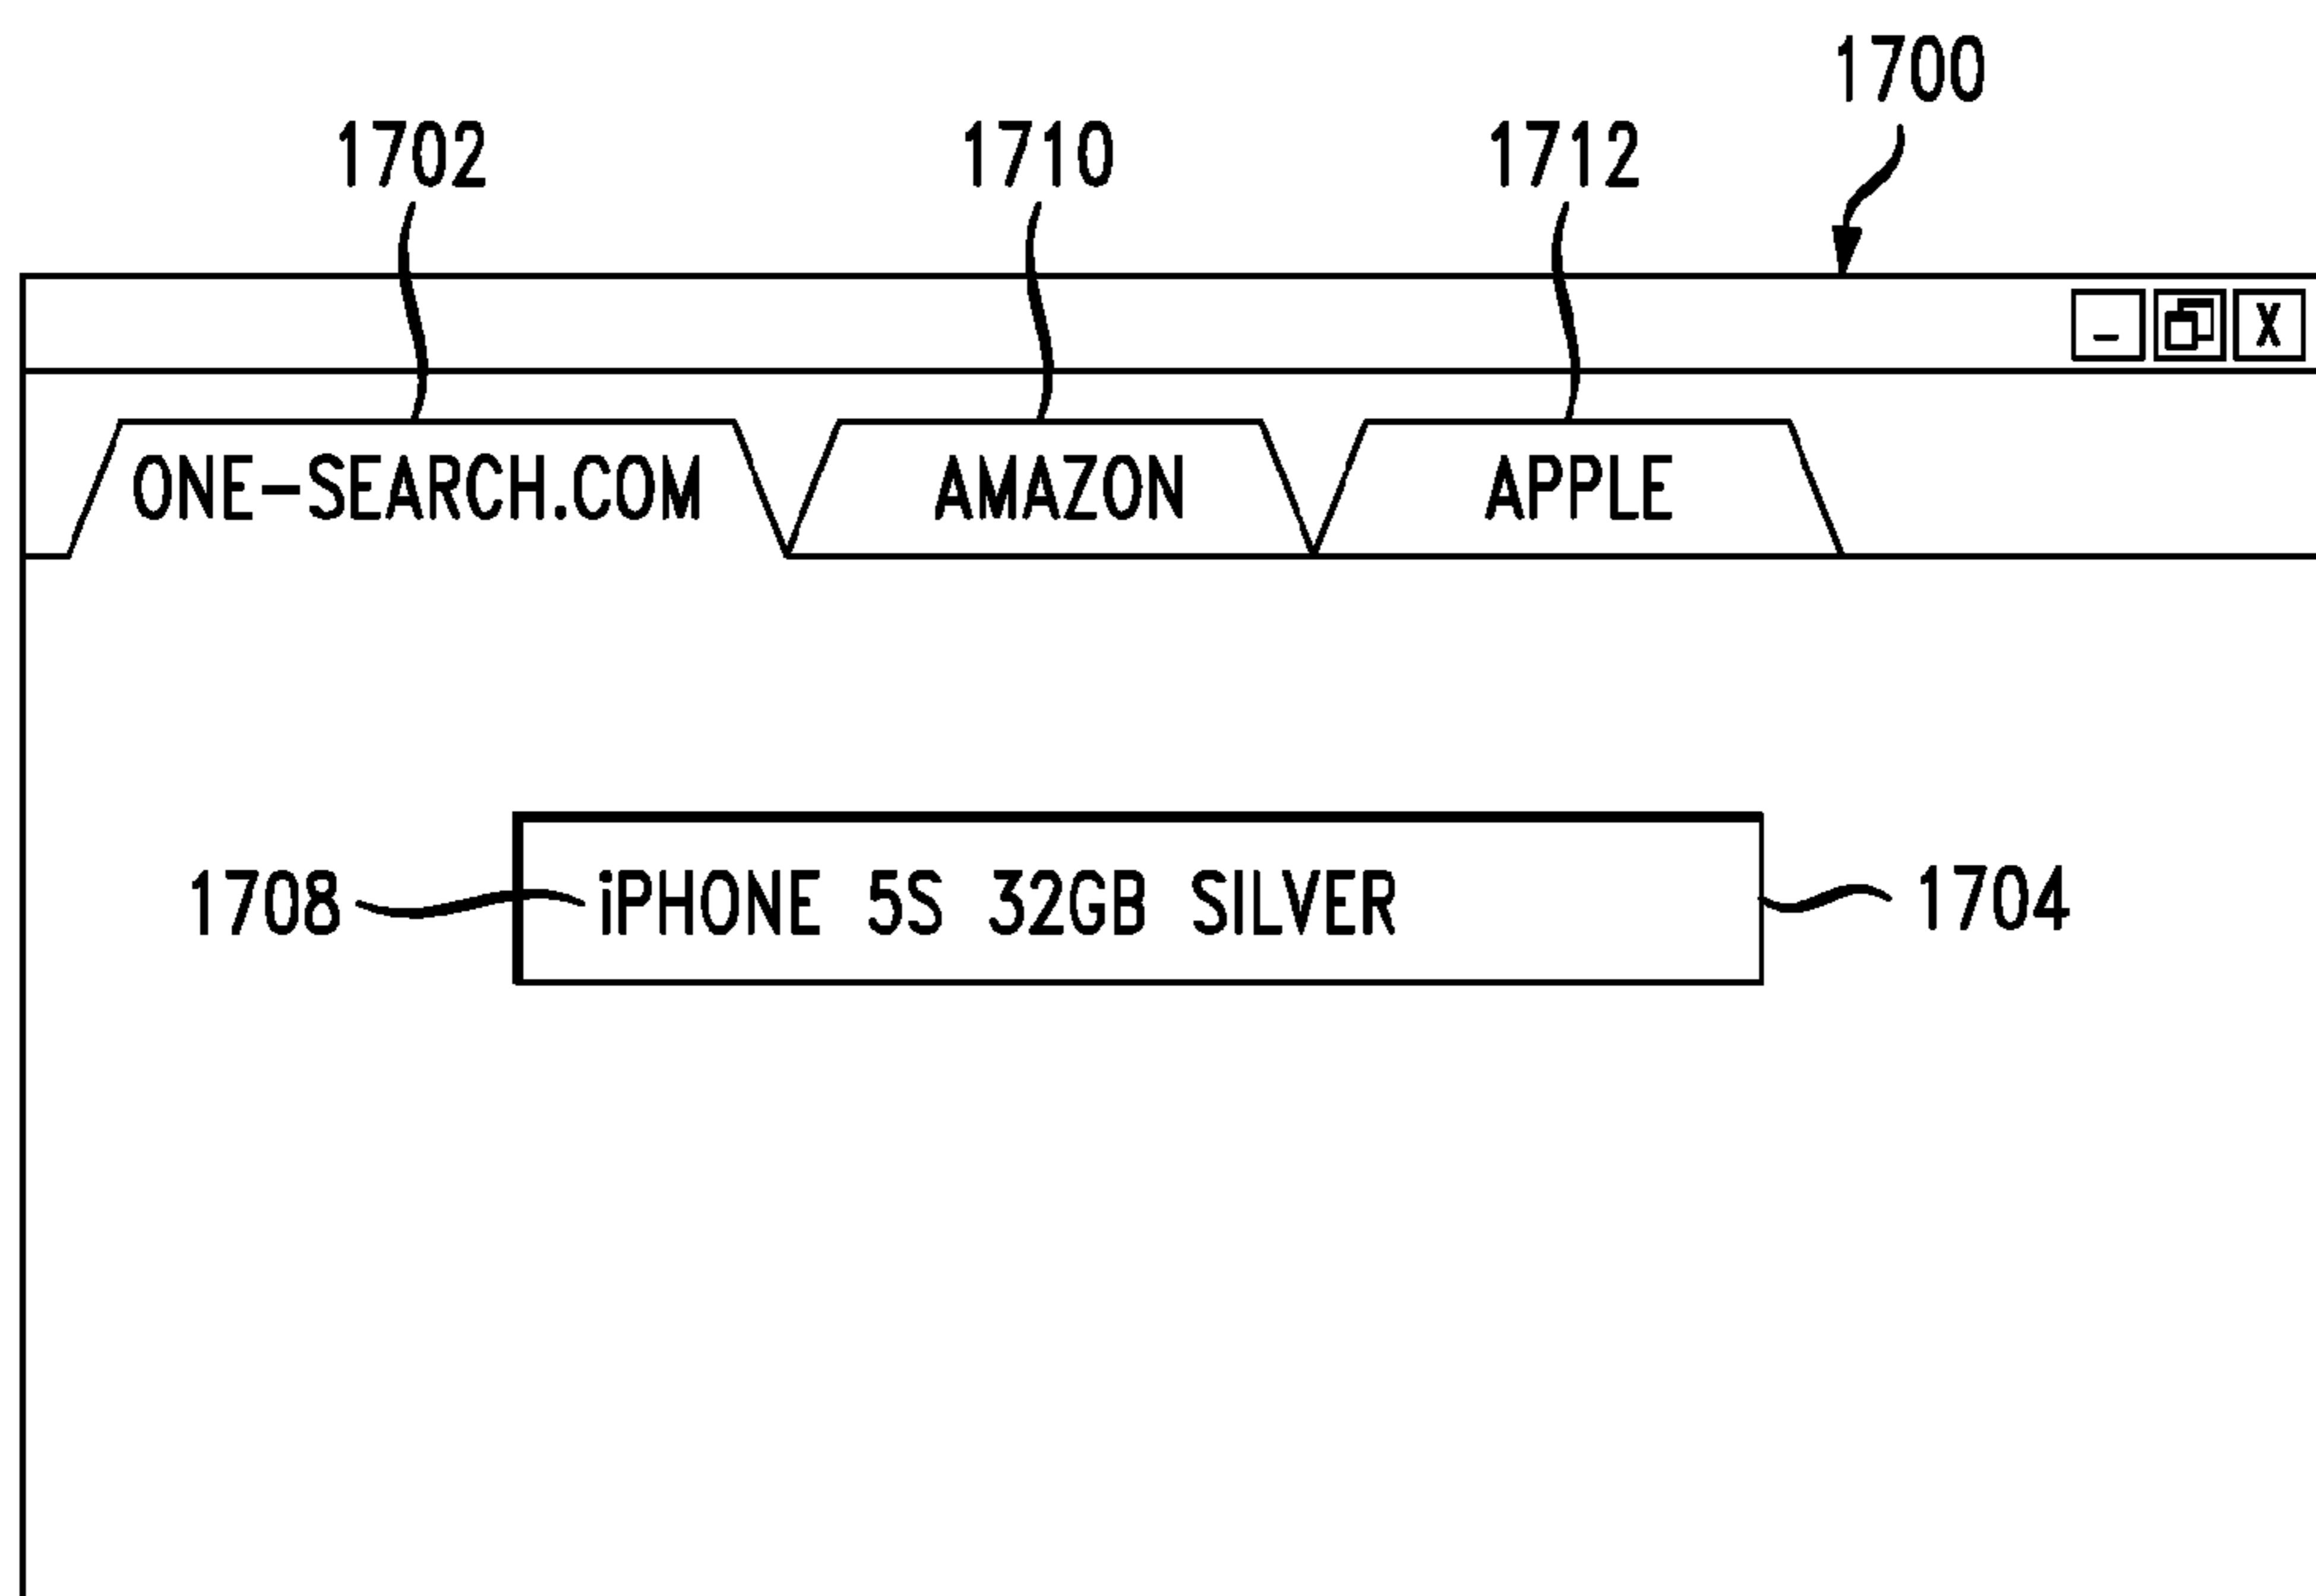 1700
1702 1710 1712
X
ONE-SEARCH.COM AMAZON APPLE
1708 iPHONE 5S 32GB SILVER 1704